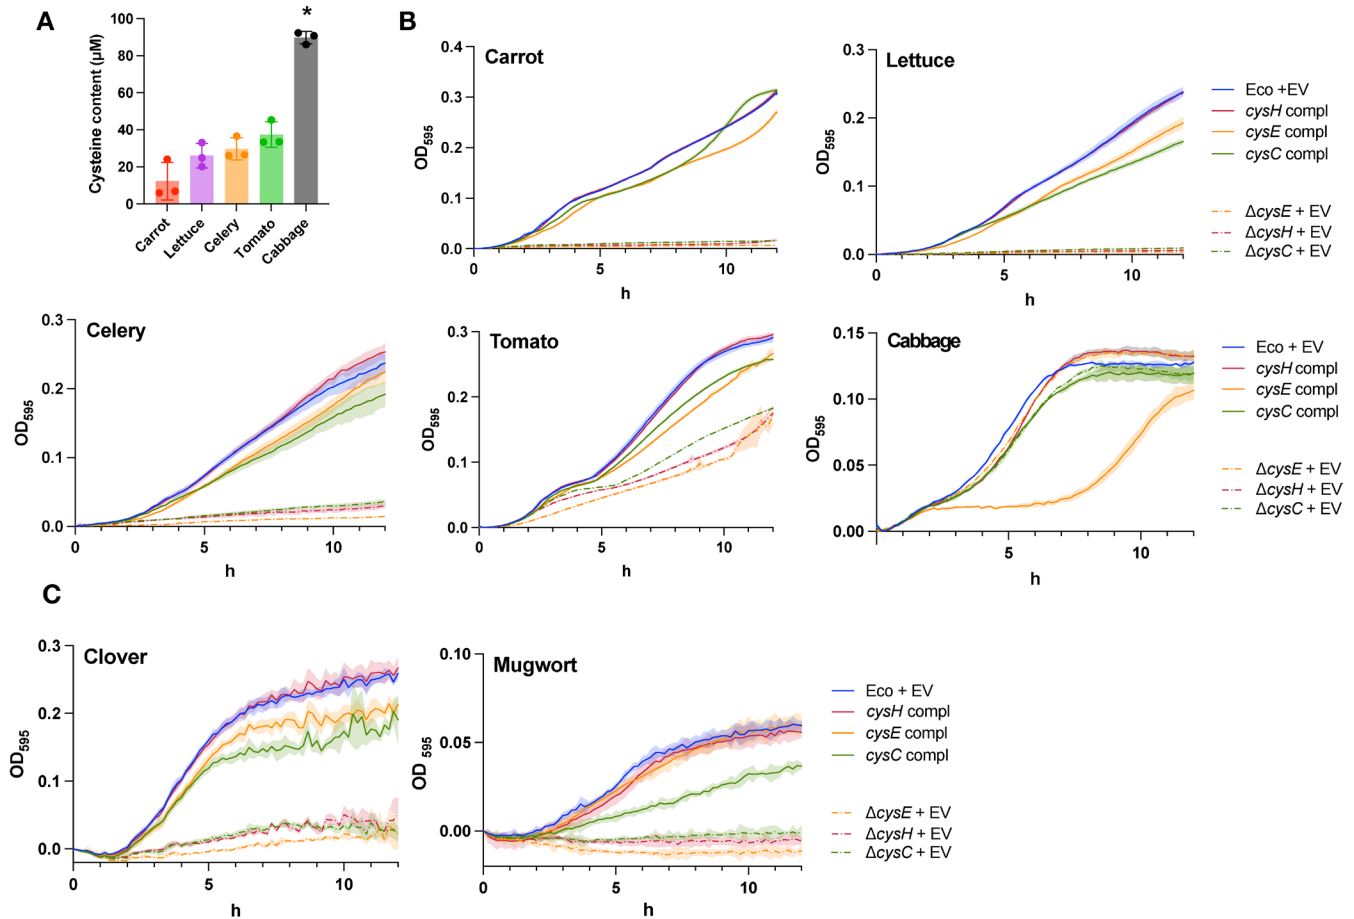 A
Cysteine content (μM)
100
80
60
40
20
0
Carrot
Lettuce
Celery
Tomato
Cabbage
*
B
Carrot
OD595
0.4
0.3
0.2
0.1
0.0
0 5 10
h
Lettuce
OD595
0.3
0.2
0.1
0.0
0 5 10
h
Eco +EV
cysH compl
cysE compl
cysC compl
ΔcysE + EV
ΔcysH + EV
ΔcysC + EV
Celery
OD595
0.3
0.2
0.1
0.0
0 5 10
h
Tomato
OD595
0.3
0.2
0.1
0.0
0 5 10
h
Cabbage
OD595
0.15
0.10
0.05
0.00
5 10
h
Eco + EV
cysH compl
cysE compl
cysC compl
ΔcysE + EV
ΔcysH + EV
ΔcysC + EV
C
Clover
OD595
0.3
0.2
0.1
0.0
0 5 10
h
Mugwort
OD 595
0.10
0.05
0.00
0 5 10
h
Eco + EV
cysH compl
cysE compl
cysC compl
ΔcysE + EV
ΔcysH + EV
ΔcysC + EV